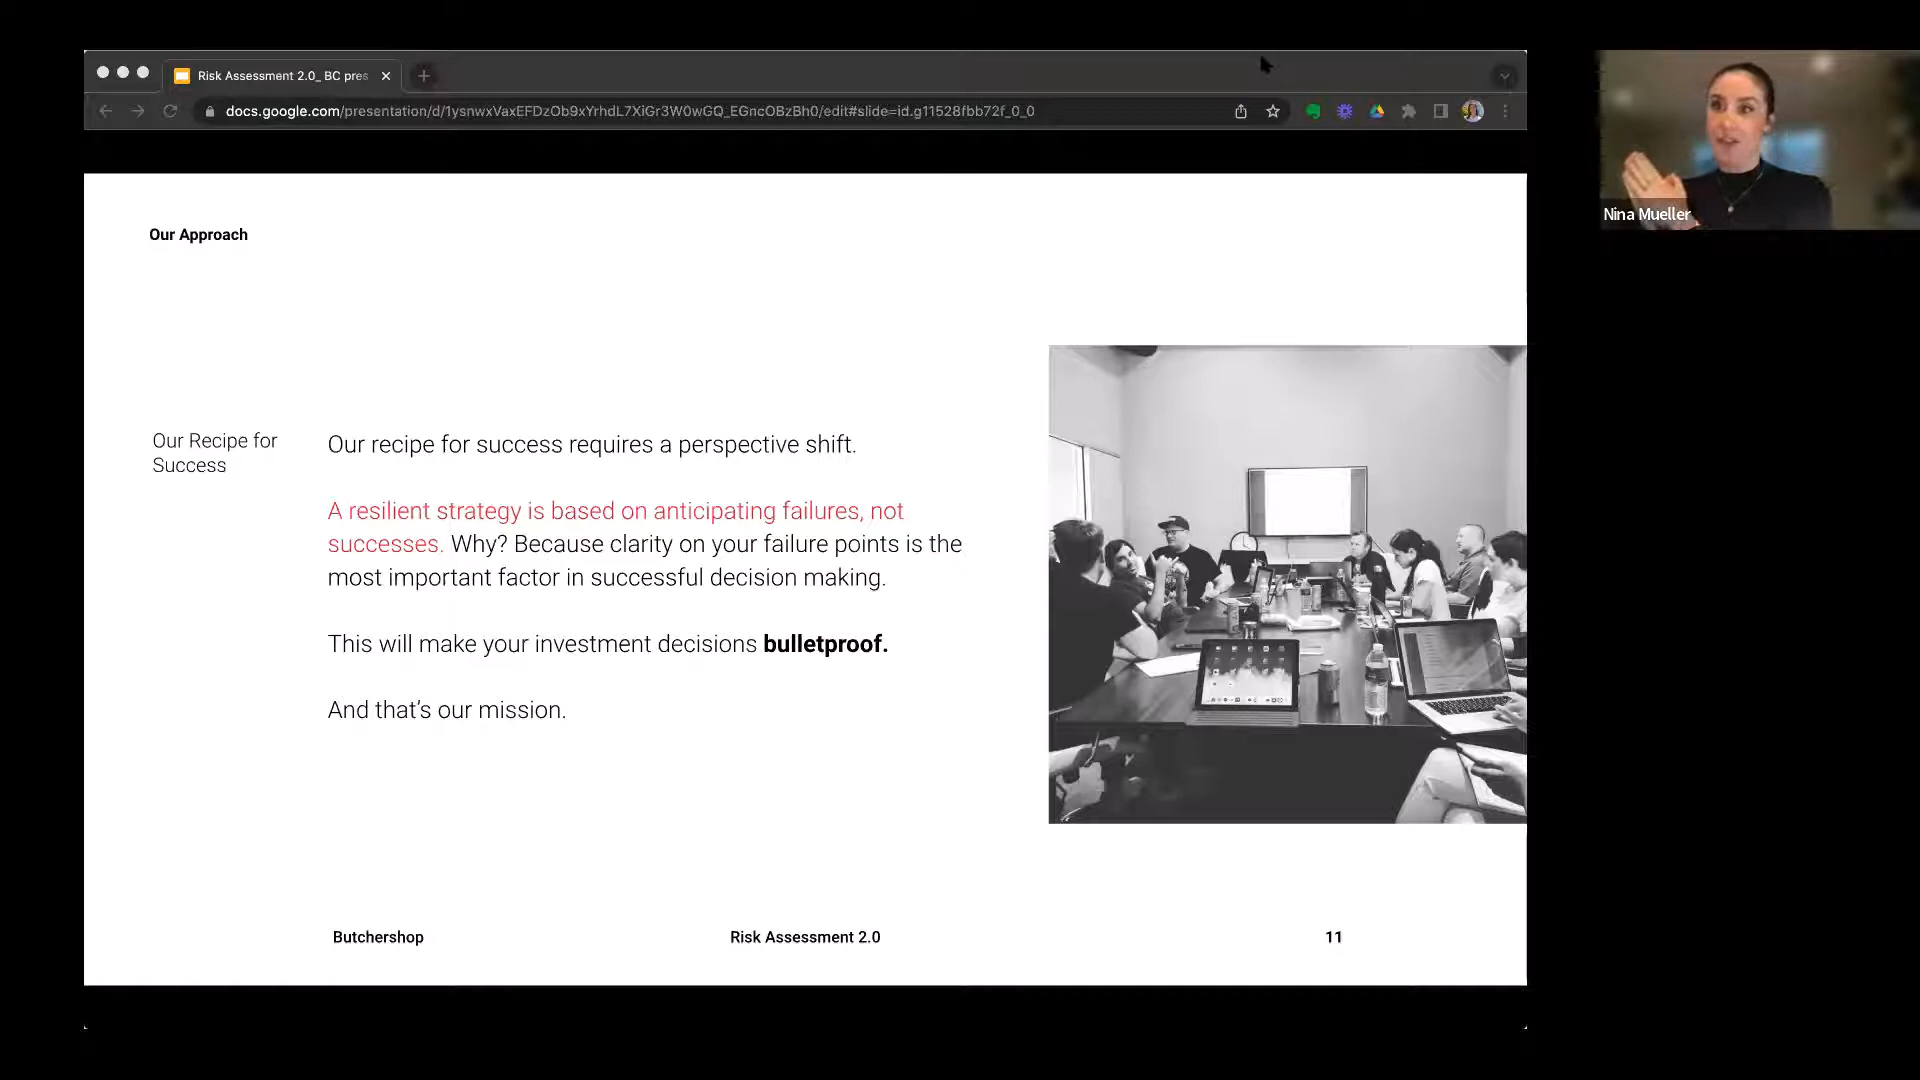 Risk Assessment 2.0_ BC pres
docs.google.com/presentation/d/1ysnwxVaxEFDzOb9xYrhdL7XiGr3W0wGQ_EGncOBzBh0/edit#slide=id.g11528fbb72f_0_0
Nina Mueller
Our Approach
Our Recipe for
Success
Our recipe for success requires a perspective shift.
A resilient strategy is based on anticipating failures, not
successes. Why? Because clarity on your failure points is the
most important factor in successful decision making.
This will make your investment decisions bulletproof.
And that’s our mission.
Butchershop
Risk Assessment 2.0
11